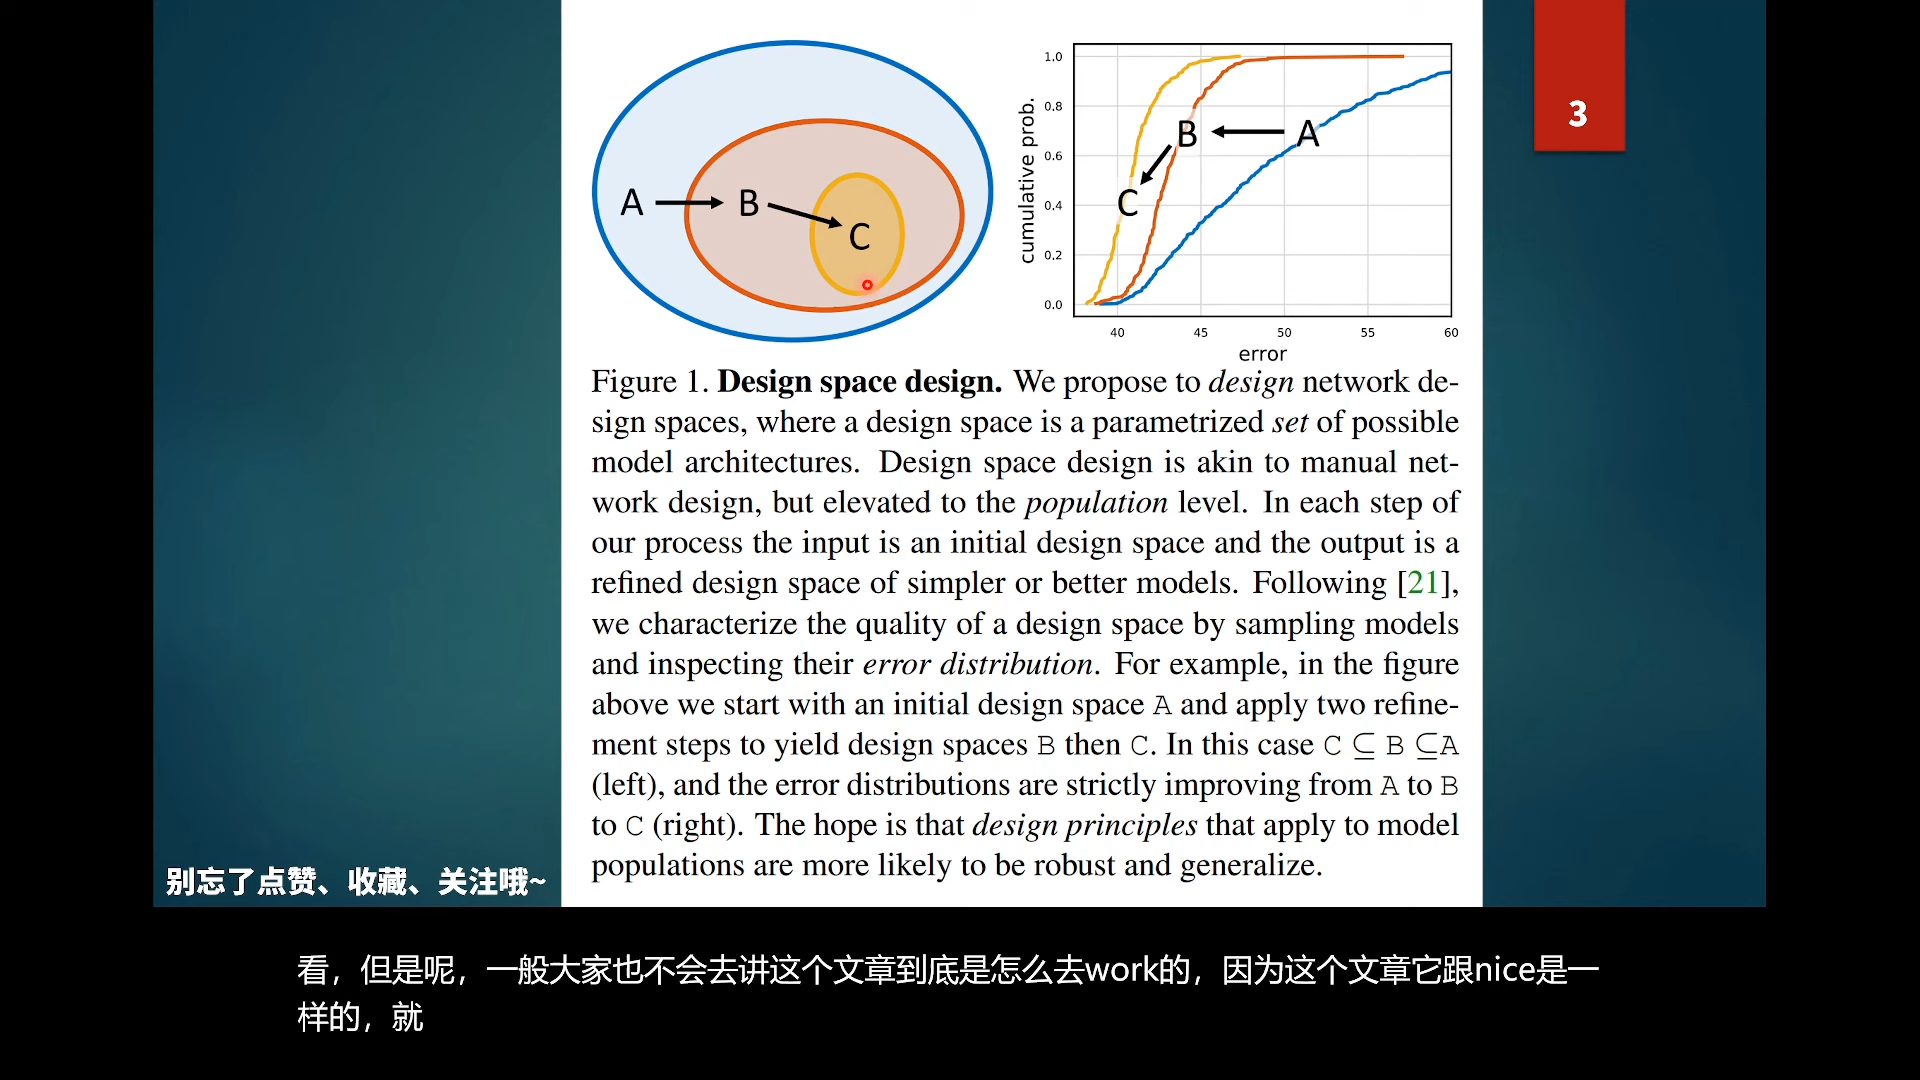 A
B
C
3
cumulative prob.
1.0
0.8
0.6
0.4
0.2
0.0
B
A
C
40
45
50
55
60
error
Figure 1. Design space design. We propose to design network de-
sign spaces, where a design space is a parametrized set of possible
model architectures. Design space design is akin to manual net-
work design, but elevated to the population level. In each step of
our process the input is an initial design space and the output is a
refined design space of simpler or better models. Following [21],
we characterize the quality of a design space by sampling models
and inspecting their error distribution. For example, in the figure
above we start with an initial design space A and apply two refine-
ment steps to yield design spaces B then C. In this case C ⊆ B ⊆A
(left), and the error distributions are strictly improving from A to B
to C (right). The hope is that design principles that apply to model
populations are more likely to be robust and generalize.
别忘了点赞、收藏、关注哦~
看，但是呢，一般大家也不会去讲这个文章到底是怎么去work的，因为这个文章它跟nice是一
样的，就